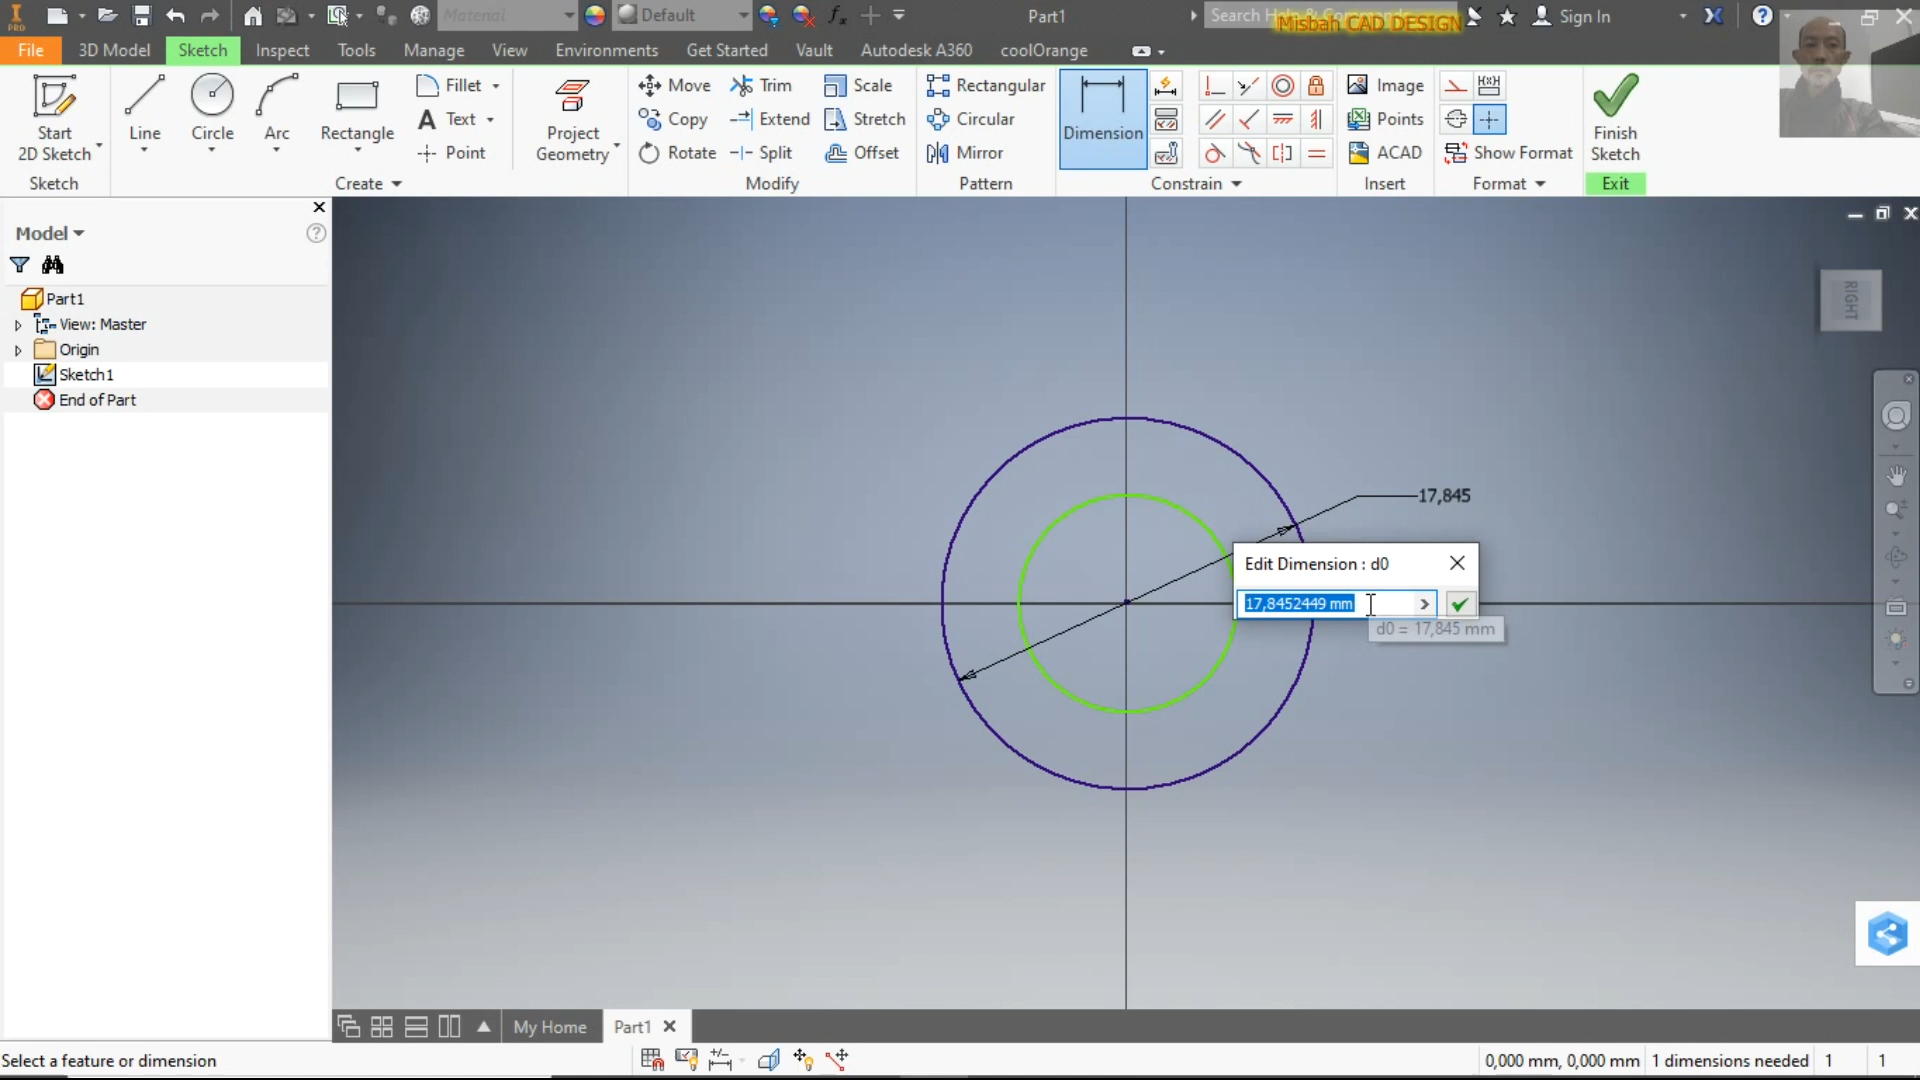 PRO
Material
Default
Part1
Search Help & Commands...
Misbah CAD DESIGN
Sign In
File
3D Model
Sketch
Inspect
Tools
Manage
View
Environments
Get Started
Vault
Autodesk A360
coolOrange
Start
2D Sketch
Line
Circle
Arc
Rectangle
Fillet
Text
Point
Project
Geometry
Move
Copy
Rotate
Trim
Extend
Split
Scale
Stretch
Offset
Rectangular
Circular
Mirror
Dimension
Image
Points
ACAD
Show Format
Finish
Sketch
Sketch
Create
Modify
Pattern
Constrain
Insert
Format
Exit
Model
Part1
View: Master
Origin
Sketch1
End of Part
RIGHT
17,845
Edit Dimension : d0
17,8452449 mm
d0 = 17,845 mm
My Home
Part1
Select a feature or dimension
0,000 mm, 0,000 mm
1 dimensions needed
1
1